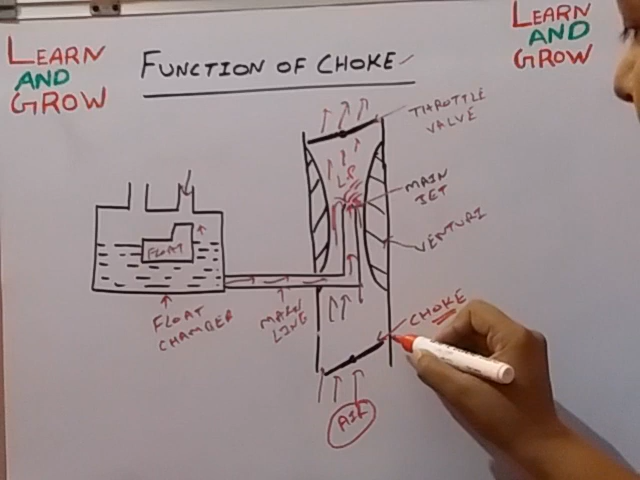 LEARN
AND
GROW
FUNCTION OF CHOKE
LEARN
AND
GROW
THROTTLE
VALVE
L.P
MAIN
JET
VENTURI
FLOAT
FLOAT
CHAMBER
MAIN
LINE
CHOKE
AIR